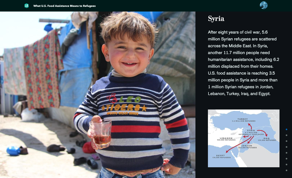 What U.S. Food Assistance Means to Refugees
Syria
After eight years of civil war, 5.6
million Syrian refugees are scattered
across the Middle East. In Syria,
another 11.7 million people need
humanitarian assistance, including 6.2
million displaced from their homes.
U.S. food assistance is reaching 3.5
million people in Syria and more than
1 million Syrian refugees in Jordan,
Lebanon, Turkey, Iraq, and Egypt.